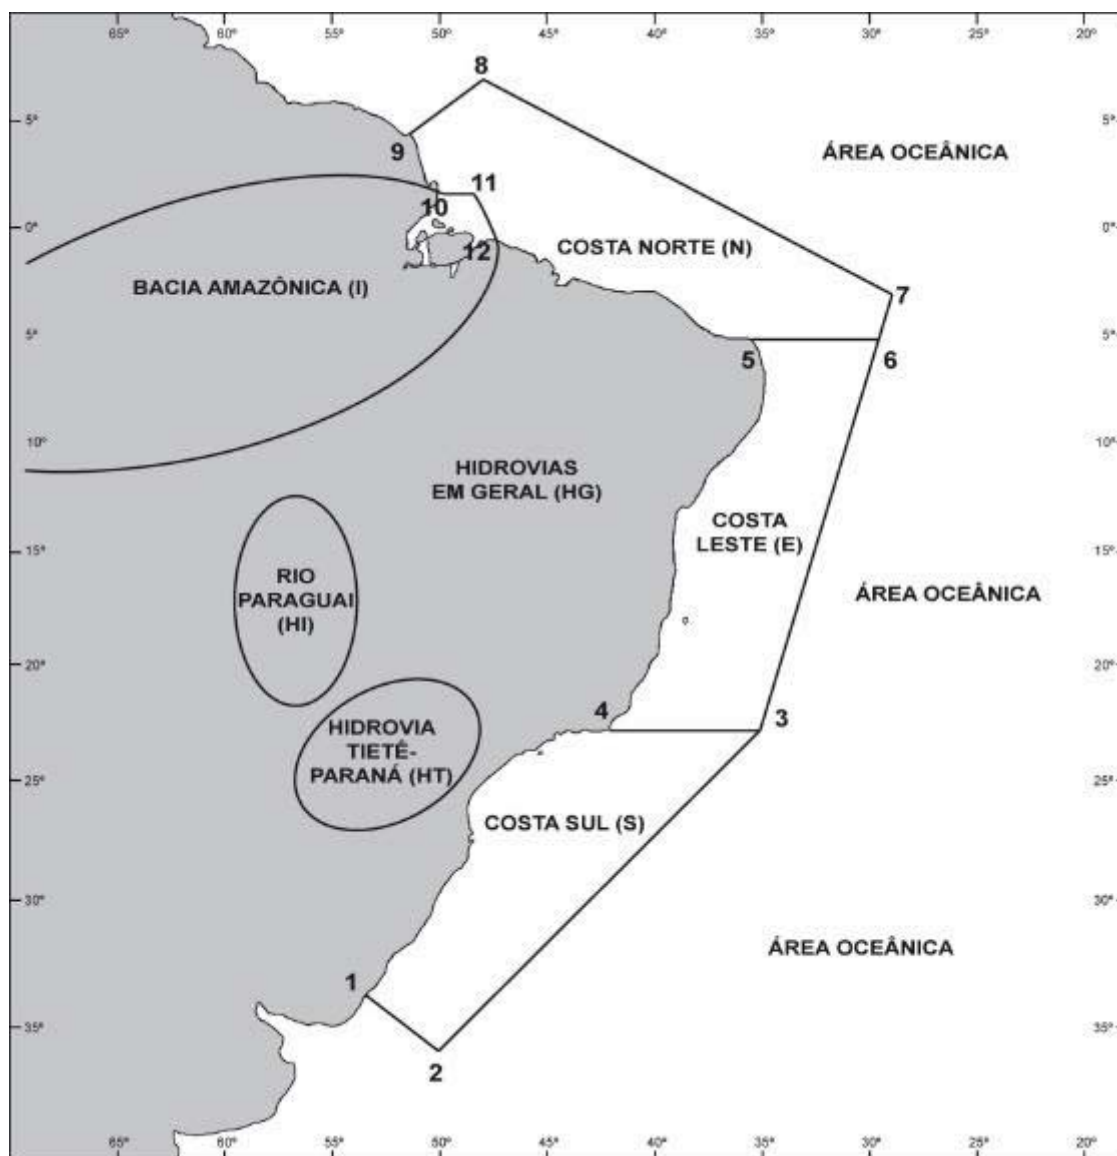 65° 60° 55° 50° 45° 40° 35° 30° 25° 20°
8
5° 5°
9
ÁREA OCEÂNICA
11
10
0° 0°
12
COSTA NORTE (N)
BACIA AMAZÔNICA (I)
7
5° 5°
5
6
10° 10°
HIDROVIAS
EM GERAL (HG)
COSTA
LESTE (E)
15° 15°
RIO
PARAGUAI
(HI)
ÁREA OCEÂNICA
20° 20°
4
3
HIDROVIA
TIETÊ-
PARANÁ (HT)
25° 25°
COSTA SUL (S)
30° 30°
ÁREA OCEÂNICA
1
35° 35°
2
65° 60° 55° 50° 45° 40° 35° 30° 25° 20°